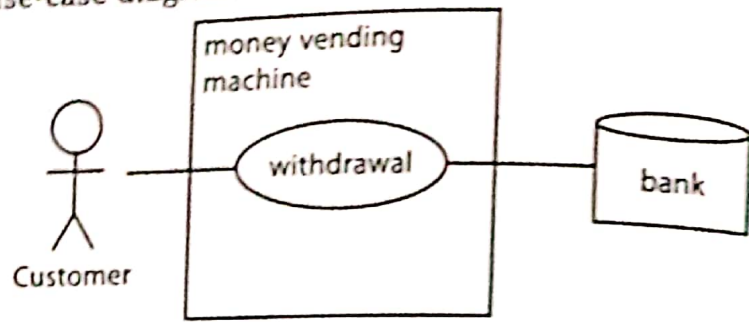 money vending
machine
withdrawal
bank
Customer